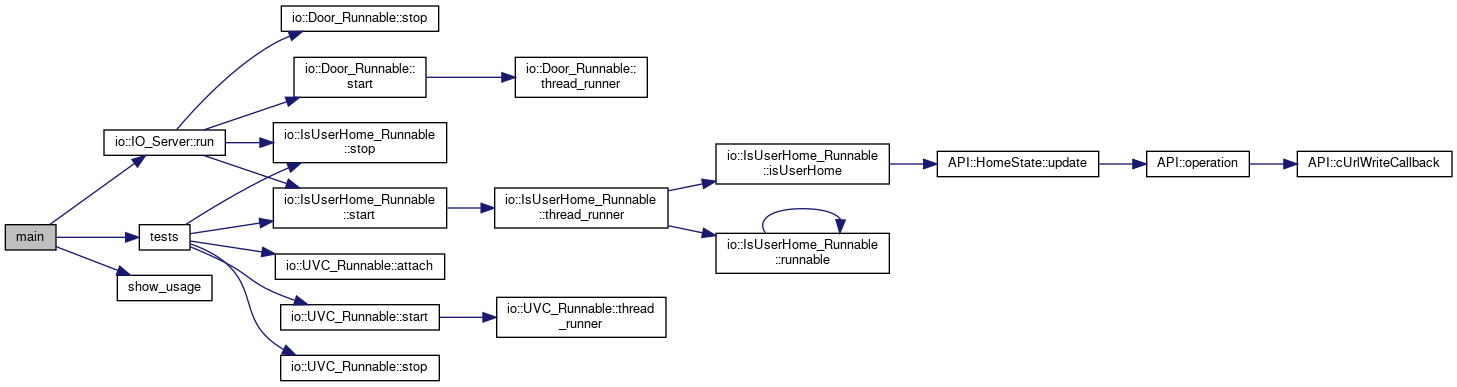 io::Door_Runnable::stop
io::Door_Runnable::
start
io::Door_Runnable::
thread_runner
io::IO_Server::run
io::IsUserHome_Runnable
::stop
io::IsUserHome_Runnable
::isUserHome
API::HomeState::update
API::operation
API::cUrlWriteCallback
io::IsUserHome_Runnable
::start
io::IsUserHome_Runnable
::thread_runner
main
tests
io::IsUserHome_Runnable
::runnable
io::UVC_Runnable::attach
show_usage
io::UVC_Runnable::start
io::UVC_Runnable::thread
_runner
io::UVC_Runnable::stop